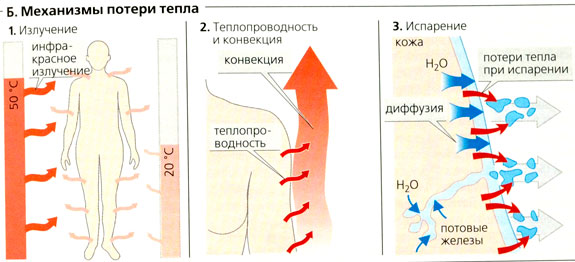 Б. Механизмы потери тепла
1. Излучение
инфра-
красное
излучение
50 °C
20 °C
2. Теплопроводность
и конвекция
конвекция
теплопро-
водность
3. Испарение
кожа
H₂O
потери тепла
при испарении
диффузия
H₂O
потовые
железы